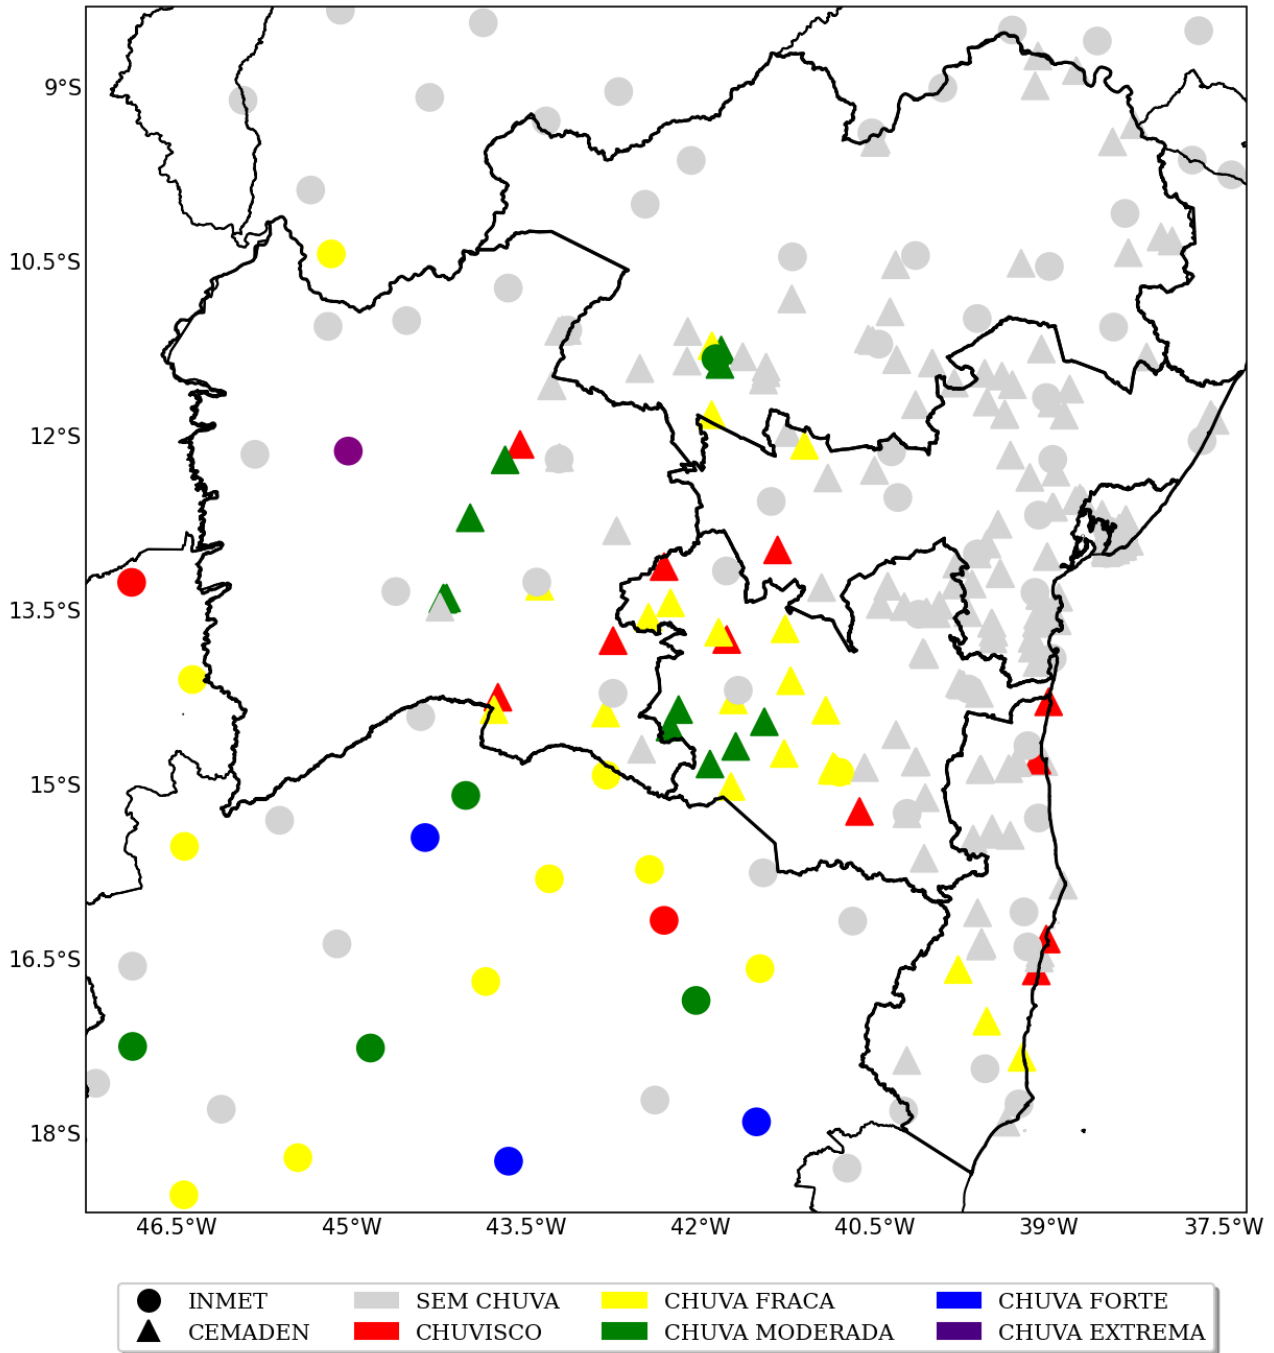 9°S
10.5°S
12°S
13.5°S
15°S
16.5°S
18°S
46.5°W 45°W 43.5°W 42°W 40.5°W 39°W 37.5°W
INMET SEM CHUVA CHUVA FRACA CHUVA FORTE
CEMADEN CHUVISCO CHUVA MODERADA CHUVA EXTREMA